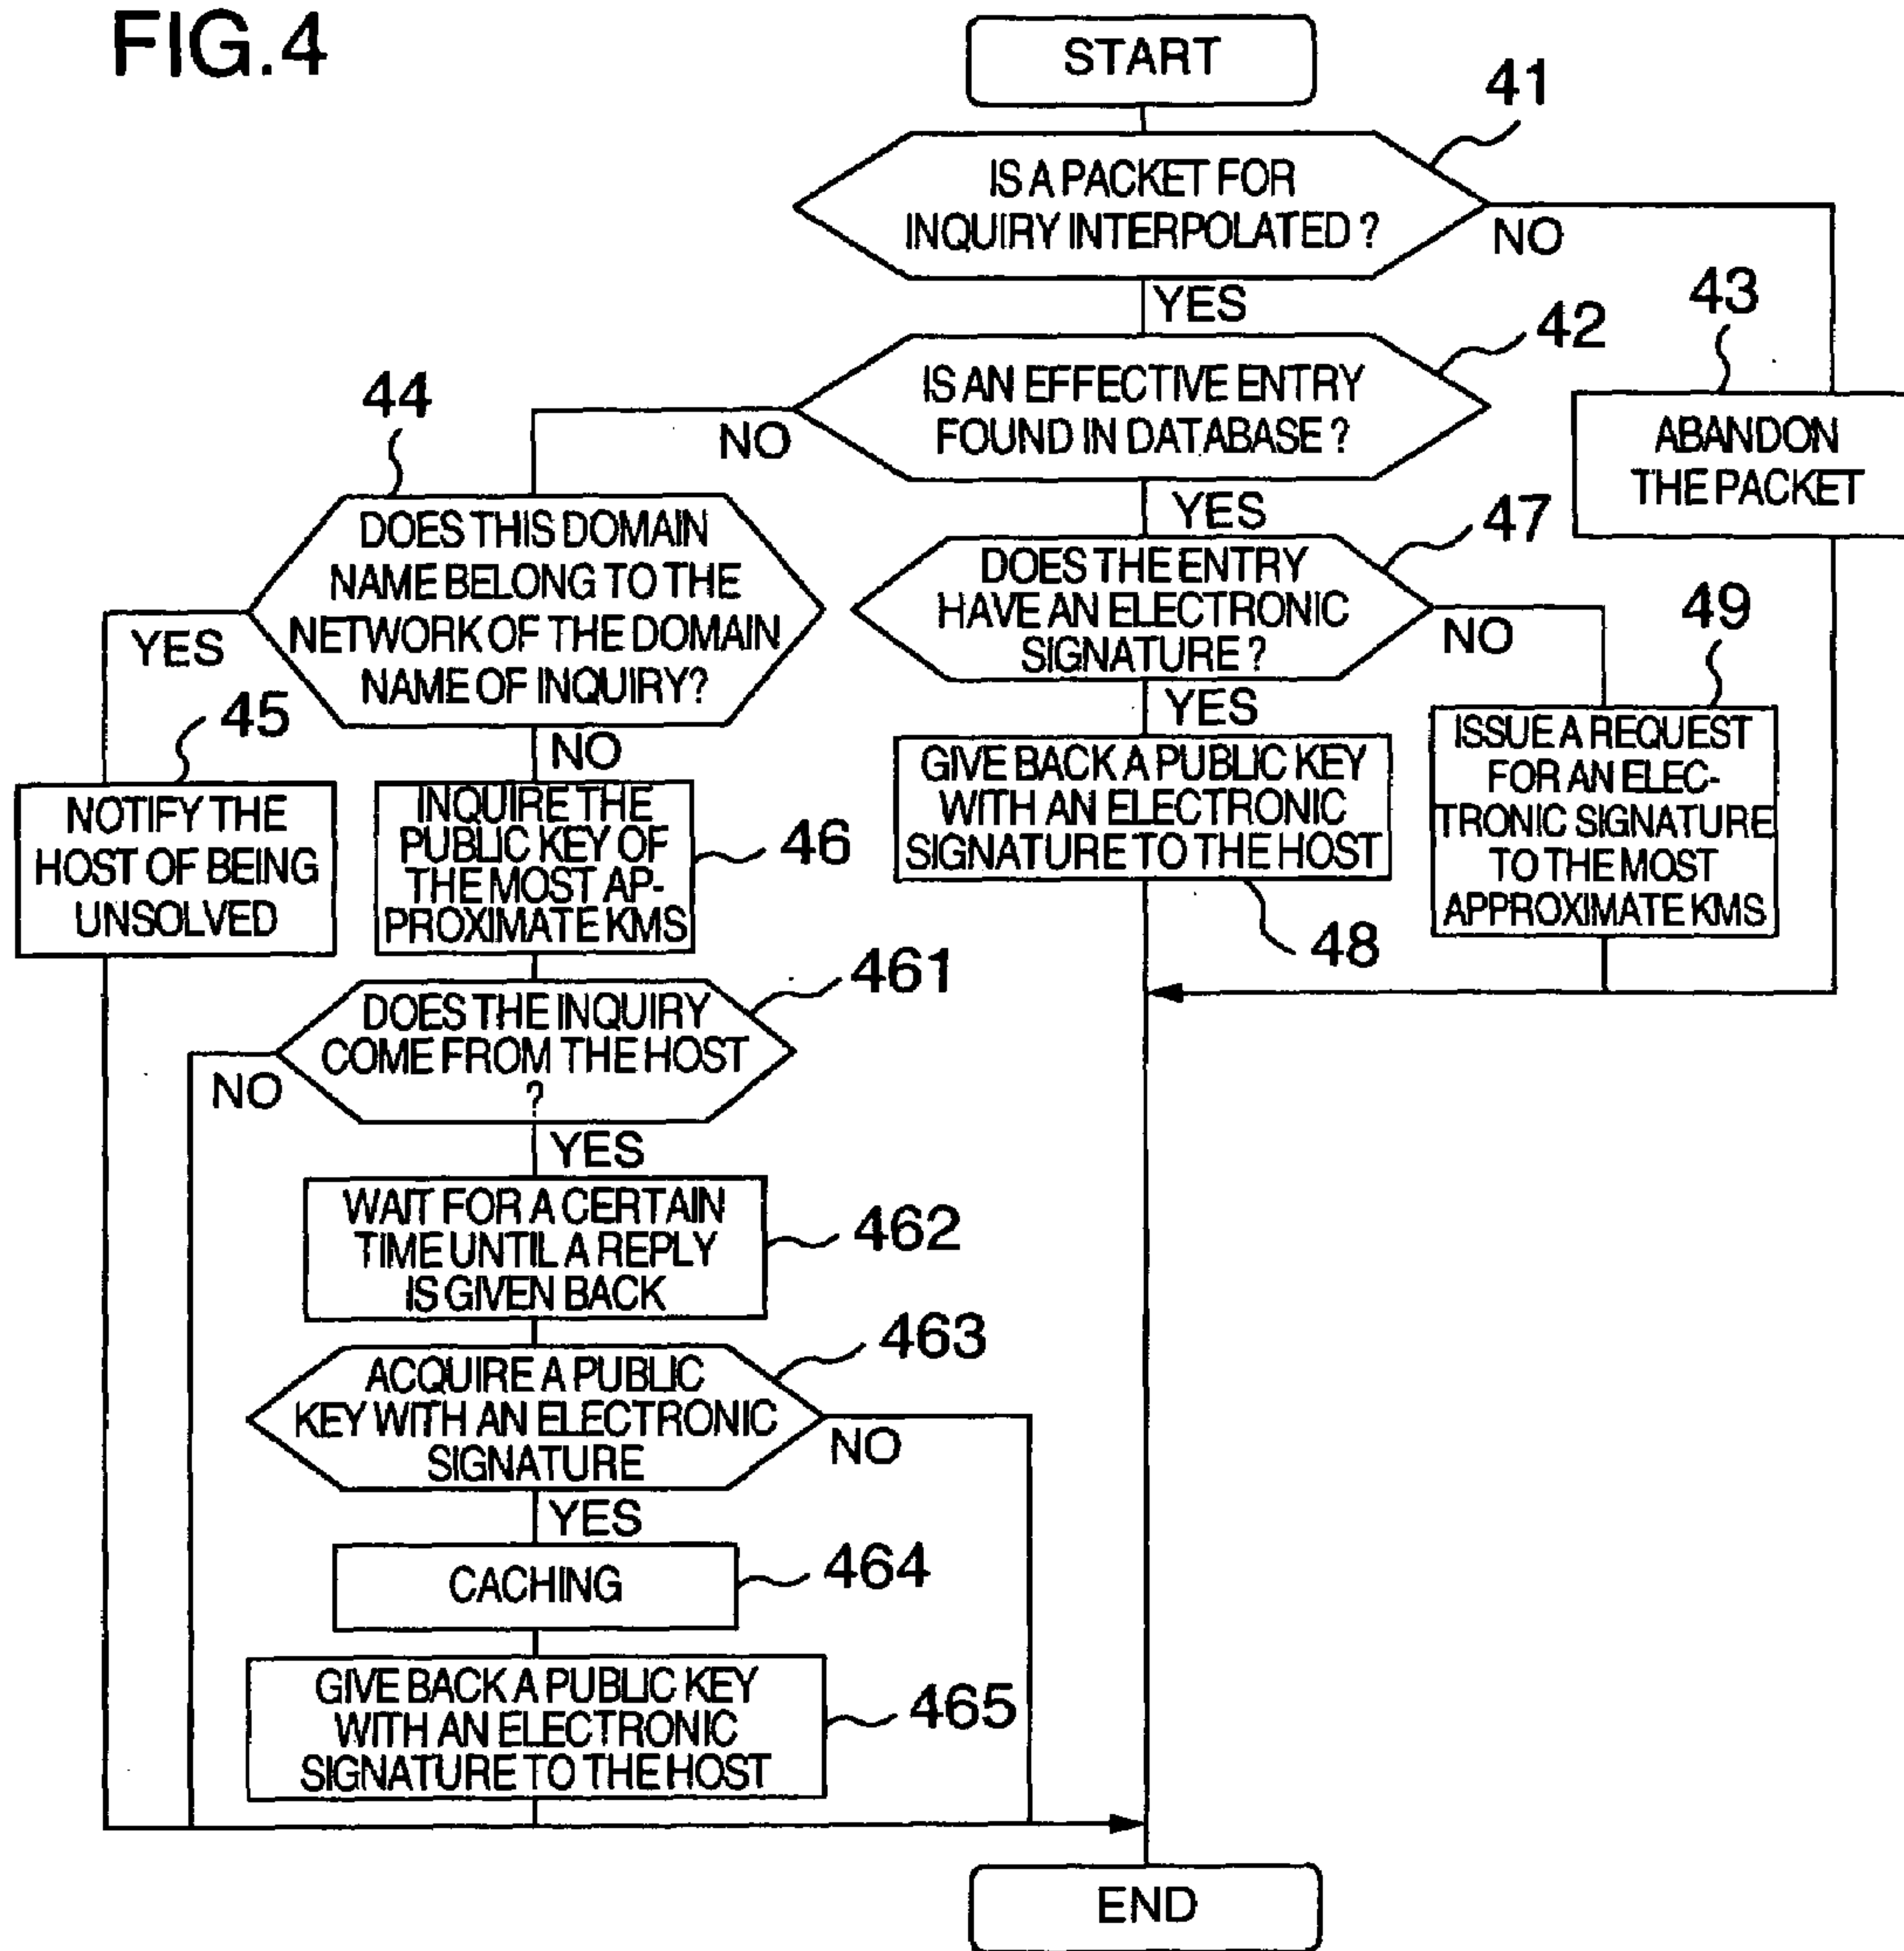 FIG.4
START
41
IS A PACKET FOR
INQUIRY INTERPOLATED ?
NO
YES
43
ABANDON
THE PACKET
42
IS AN EFFECTIVE ENTRY
FOUND IN DATABASE ?
NO
YES
44
DOES THIS DOMAIN
NAME BELONG TO THE
NETWORK OF THE DOMAIN
NAME OF INQUIRY?
YES
NO
47
DOES THE ENTRY
HAVE AN ELECTRONIC
SIGNATURE ?
NO
YES
49
ISSUE A REQUEST
FOR AN ELEC-
TRONIC SIGNATURE
TO THE MOST
APPROXIMATE KMS
45
NOTIFY THE
HOST OF BEING
UNSOLVED
INQUIRE THE
PUBLIC KEY OF
THE MOST AP-
PROXIMATE KMS
46
GIVE BACK A PUBLIC KEY
WITH AN ELECTRONIC
SIGNATURE TO THE HOST
48
461
DOES THE INQUIRY
COME FROM THE HOST
?
NO
YES
WAIT FOR A CERTAIN
TIME UNTIL A REPLY
IS GIVEN BACK
462
463
ACQUIRE A PUBLIC
KEY WITH AN ELECTRONIC
SIGNATURE
NO
YES
CACHING
464
GIVE BACK A PUBLIC KEY
WITH AN ELECTRONIC
SIGNATURE TO THE HOST
465
END